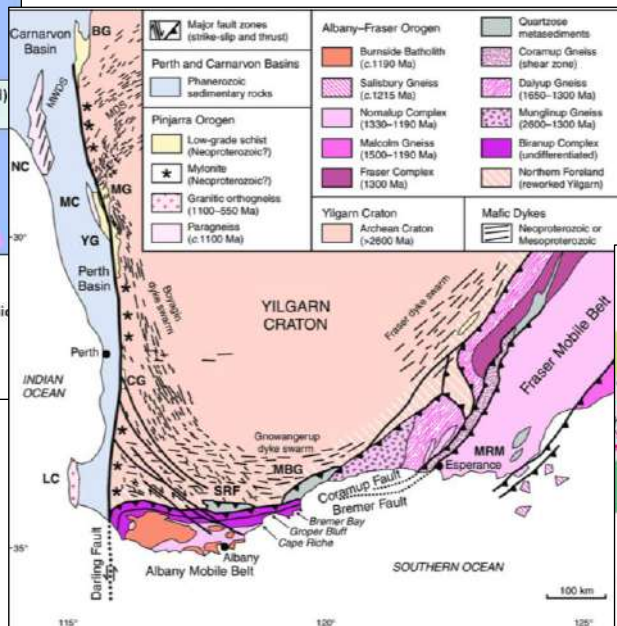 Carnarvon
Basin
BG
MWDS
MDS
NC
MC
MG
YG
30°
Perth
Basin
Boyagin
dyke swarm
YILGARN
CRATON
Fraser dyke swarm
Perth
INDIAN
OCEAN
CG
Gnowangerup
dyke swarm
MBG
SRF
LC
Fraser Mobile Belt
MRM
Esperance
Coramup Fault
Bremer Fault
Bremer Bay
Groper Bluff
Cape Riche
Albany
Albany Mobile Belt
Darling Fault
35°
SOUTHERN OCEAN
100 km
115°
120°
125°
Major fault zones
(strike-slip and thrust)
Perth and Carnarvon Basins
Phanerozoic
sedimentary rocks
Pinjarra Orogen
Low-grade schist
(Neoproterozoic?)
Mylonite
(Neoproterozoic?)
Granitic orthogneiss
(1100–550 Ma)
Paragneiss
(c.1100 Ma)
Albany–Fraser Orogen
Burnside Batholith
(c.1190 Ma)
Salisbury Gneiss
(c.1215 Ma)
Nornalup Complex
(1330–1190 Ma)
Malcolm Gneiss
(1500–1190 Ma)
Fraser Complex
(1300 Ma)
Quartzose
metasediments
Coramup Gneiss
(shear zone)
Dalyup Gneiss
(1650–1300 Ma)
Munglinup Gneiss
(2600–1300 Ma)
Biranup Complex
(undifferentiated)
Northern Foreland
(reworked Yilgarn)
Yilgarn Craton
Archean Craton
(>2600 Ma)
Mafic Dykes
Neoproterozoic or
Mesoproterozoic